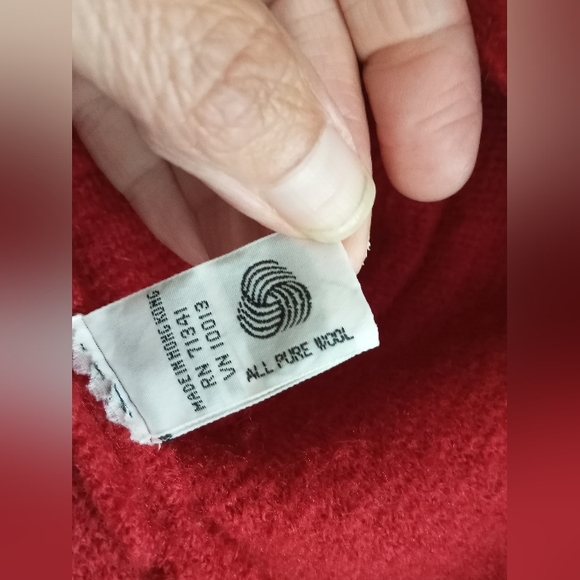 ALL PURE WOOL
VN 10013
RN 71341
MADE IN HONG KONG